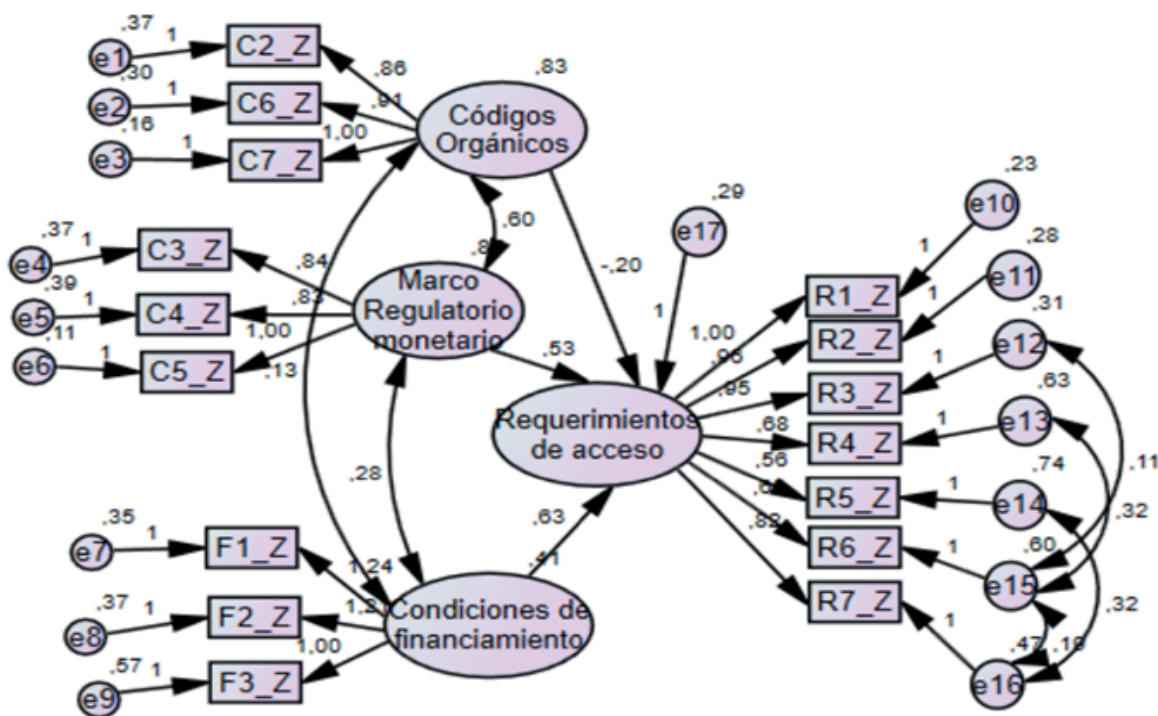 ,37
e1
1
C2_Z
,30
e2
1
C6_Z
,16
e3
1
C7_Z
,86
,91
1,00
,83
Códigos
Orgánicos
,60
-,20
,37
e4
1
C3_Z
,39
e5
1
C4_Z
,11
e6
1
C5_Z
,84
,83
1,00
,13
Marco
Regulatorio
monetario
,53
,28
,29
e17
1
Requerimientos
de acceso
,63
,35
e7
1
F1_Z
,37
e8
1
F2_Z
,57
e9
1
F3_Z
1,24
1,00
,41
Condiciones de
financiamiento
1,00
,96
,95
,68
,56
,82
R1_Z
1
,23
e10
R2_Z
1
,28
e11
R3_Z
1
,31
e12
R4_Z
1
,63
e13
R5_Z
1
,74
e14
R6_Z
1
,60
e15
R7_Z
1
,47
e16
,11
,32
,32
,19